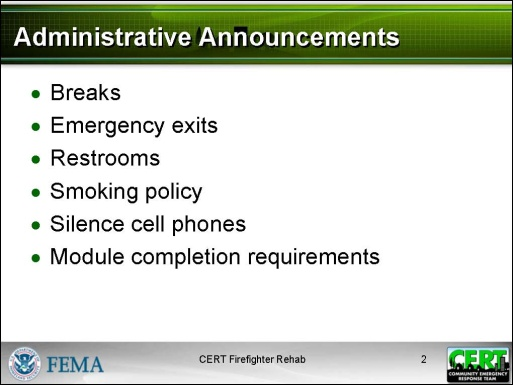 Administrative Announcements
Breaks
Emergency exits
Restrooms
Smoking policy
Silence cell phones
Module completion requirements
FEMA
CERT Firefighter Rehab
2
CERT
COMMUNITY EMERGENCY
RESPONSE TEAM